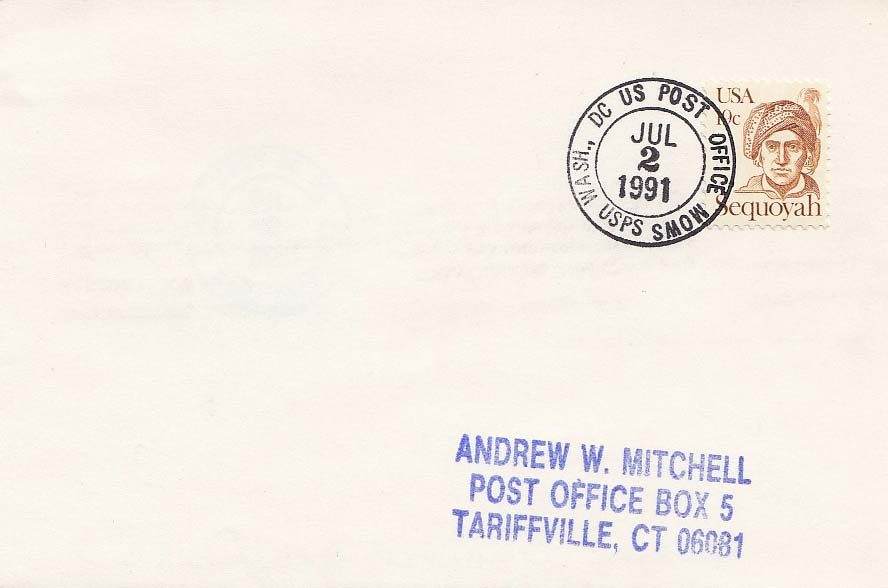 WASH., DC US POST OFFICE
USPS SMOM
JUL
2
1991
USA
19c
Sequoyah
ANDREW W. MITCHELL
POST OFFICE BOX 5
TARIFFVILLE, CT 06081